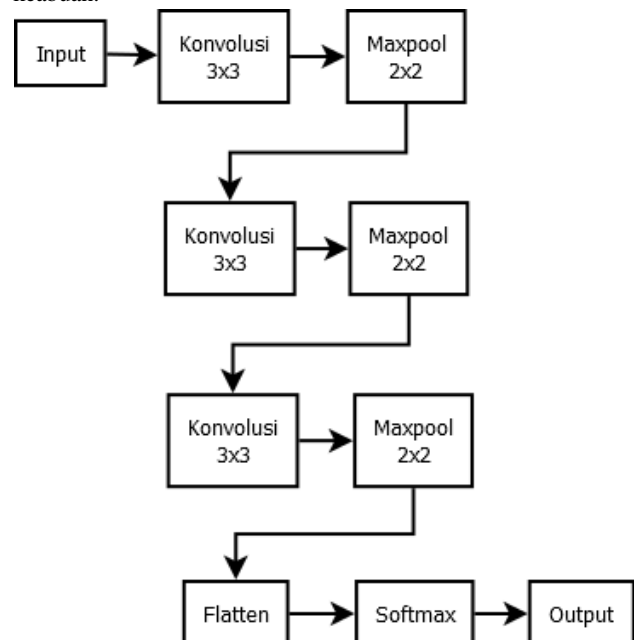 Input
Konvolusi
3x3
Maxpool
2x2
Konvolusi
3x3
Maxpool
2x2
Konvolusi
3x3
Maxpool
2x2
Flatten
Softmax
Output